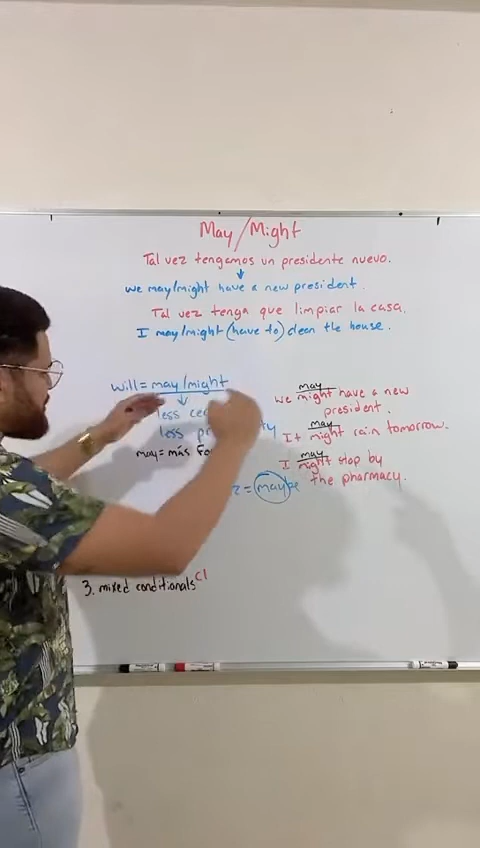 May/Might
Tal vez tengamos un presidente nuevo.
we may/might have a new president.
Tal vez tenga que limpiar la casa.
I may/might (have to) clean the house.
will = may/might
less
less
may = más
= maybe
3. mixed conditionals C1
may
we might have a new
president.
may
It might rain tomorrow.
may
I might stop by
the pharmacy.